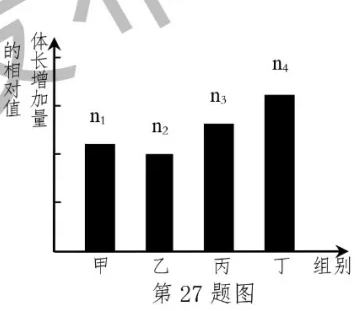 体长增加量
的相对值
n₁
n₂
n₃
n₄
甲 乙 丙 丁 组别
第 27 题图